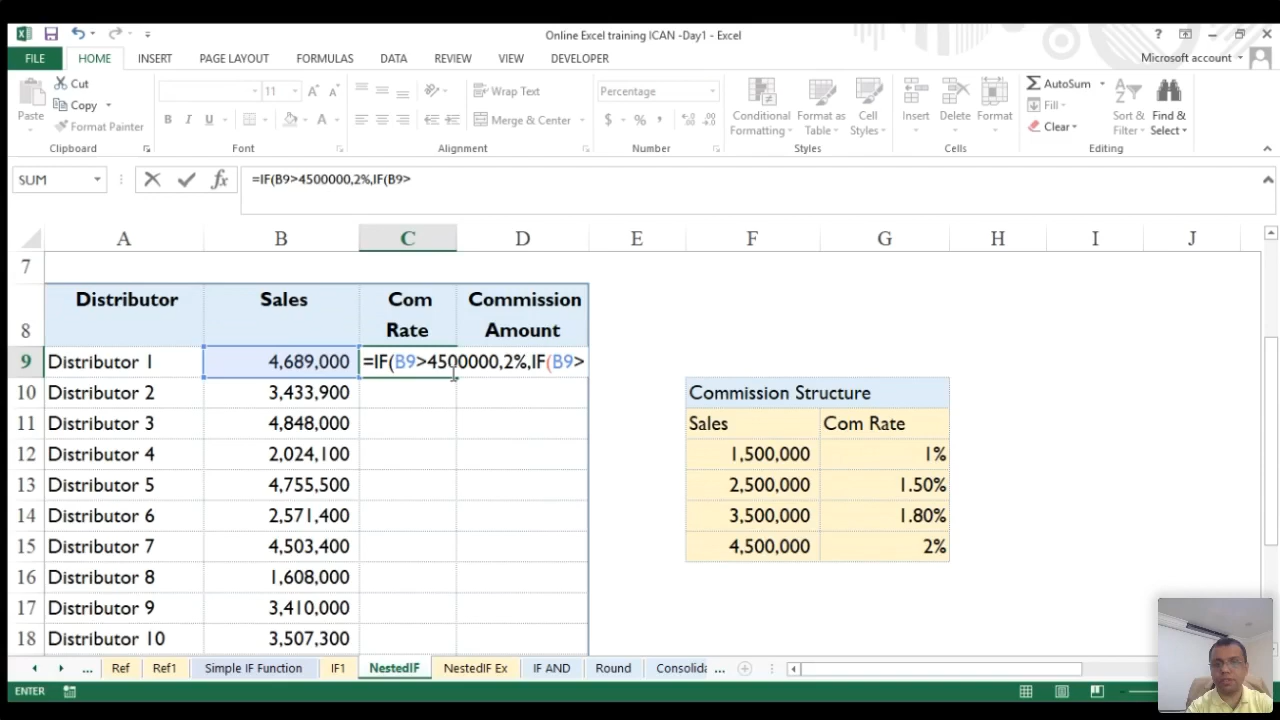 Online Excel training ICAN -Day1 - Excel
FILE HOME INSERT PAGE LAYOUT FORMULAS DATA REVIEW VIEW DEVELOPER Microsoft account
Cut
Copy
Format Painter
Paste
Clipboard
11
Font
Wrap Text
Merge & Center
Alignment
Percentage
Number
Conditional Formatting
Format as Table
Cell Styles
Styles
Insert Delete Format
Cells
AutoSum
Fill
Clear
Sort & Filter
Find & Select
Editing
SUM =IF(B9>4500000,2%,IF(B9>
A B C D E F G H I J
7
8 Distributor Sales Com Rate Commission Amount
9 Distributor 1 4,689,000 =IF(B9>4500000,2%,IF(B9>
10 Distributor 2 3,433,900 Commission Structure
11 Distributor 3 4,848,000 Sales Com Rate
12 Distributor 4 2,024,100 1,500,000 1%
13 Distributor 5 4,755,500 2,500,000 1.50%
14 Distributor 6 2,571,400 3,500,000 1.80%
15 Distributor 7 4,503,400 4,500,000 2%
16 Distributor 8 1,608,000
17 Distributor 9 3,410,000
18 Distributor 10 3,507,300
... Ref Ref1 Simple IF Function IF1 NestedIF NestedIF Ex IF AND Round Consolida ...
ENTER